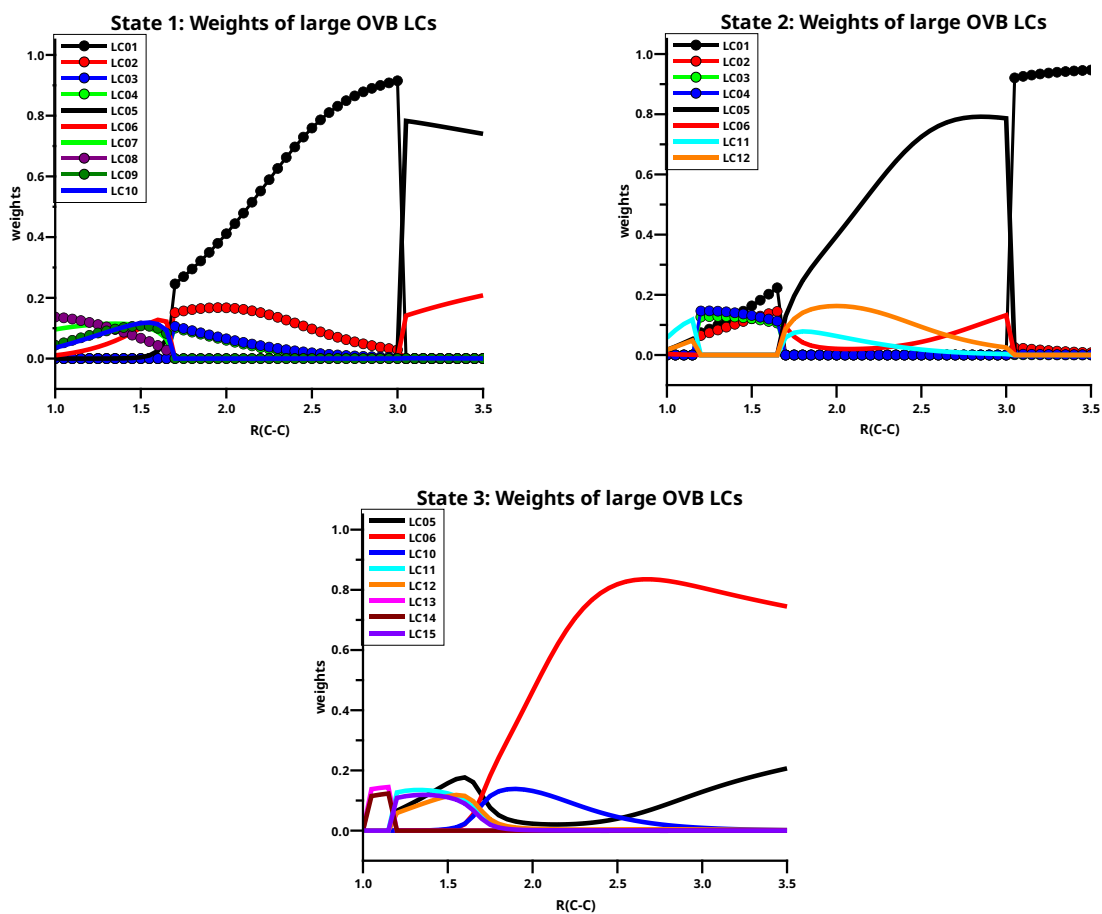 State 1: Weights of large OVB LCs
LC01
LC02
LC03
LC04
LC05
LC06
LC07
LC08
LC09
LC10
1.0
0.8
0.6
0.4
0.2
0.0
weights
1.0
1.5
2.0
2.5
3.0
3.5
R(C-C)
State 2: Weights of large OVB LCs
LC01
LC02
LC03
LC04
LC05
LC06
LC11
LC12
1.0
0.8
0.6
0.4
0.2
0.0
weights
1.0
1.5
2.0
2.5
3.0
3.5
R(C-C)
State 3: Weights of large OVB LCs
LC05
LC06
LC10
LC11
LC12
LC13
LC14
LC15
1.0
0.8
0.6
0.4
0.2
0.0
weights
1.0
1.5
2.0
2.5
3.0
3.5
R(C-C)